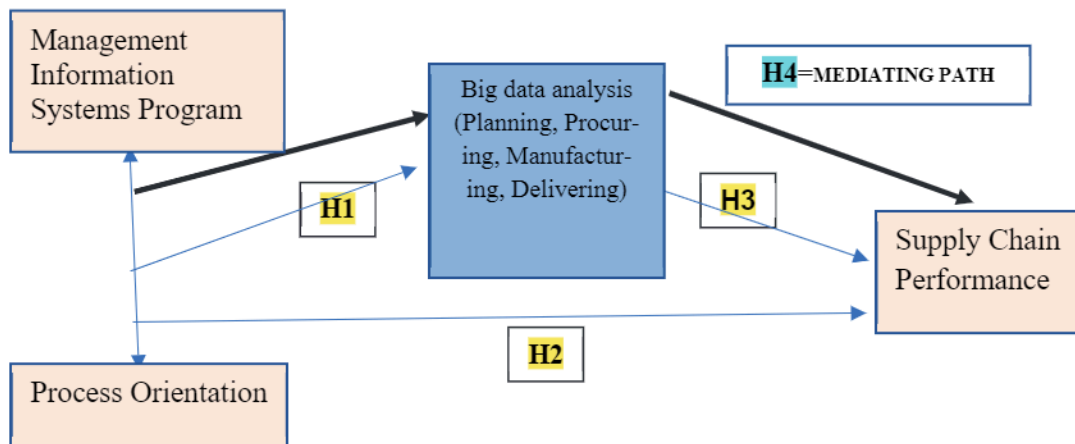 Management
Information
Systems Program
Big data analysis
(Planning, Procur-
ing, Manufactur-
ing, Delivering)
H4=MEDIATING PATH
H1
H3
Supply Chain
Performance
H2
Process Orientation